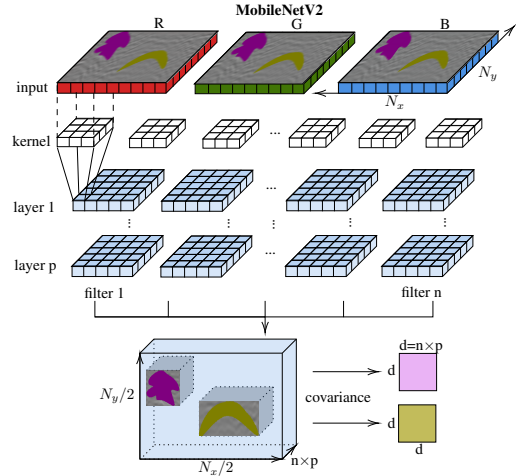 MobileNetV2
R G B
input
N_x
N_y
kernel
...
layer 1
...
⋮ ⋮ ⋮ ⋮
layer p
...
filter 1 filter n
d=n×p
N_y/2
d
covariance
d
d
N_x/2
n×p